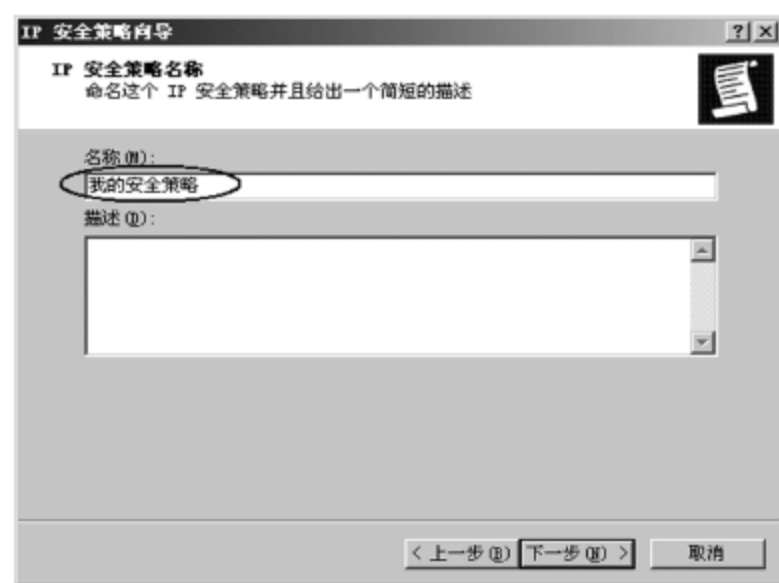 IP 安全策略向导
IP 安全策略名称
命名这个 IP 安全策略并且给出一个简短的描述
名称(M):
我的安全策略
描述(D):
< 上一步(B)
下一步(N) >
取消